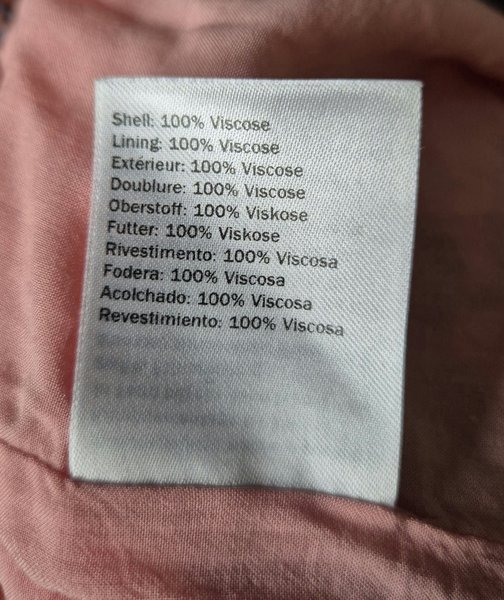 Shell: 100% Viscose
Lining: 100% Viscose
Extérieur: 100% Viscose
Doublure: 100% Viscose
Oberstoff: 100% Viskose
Futter: 100% Viskose
Rivestimento: 100% Viscosa
Fodera: 100% Viscosa
Acolchado: 100% Viscosa
Revestimiento: 100% Viscosa